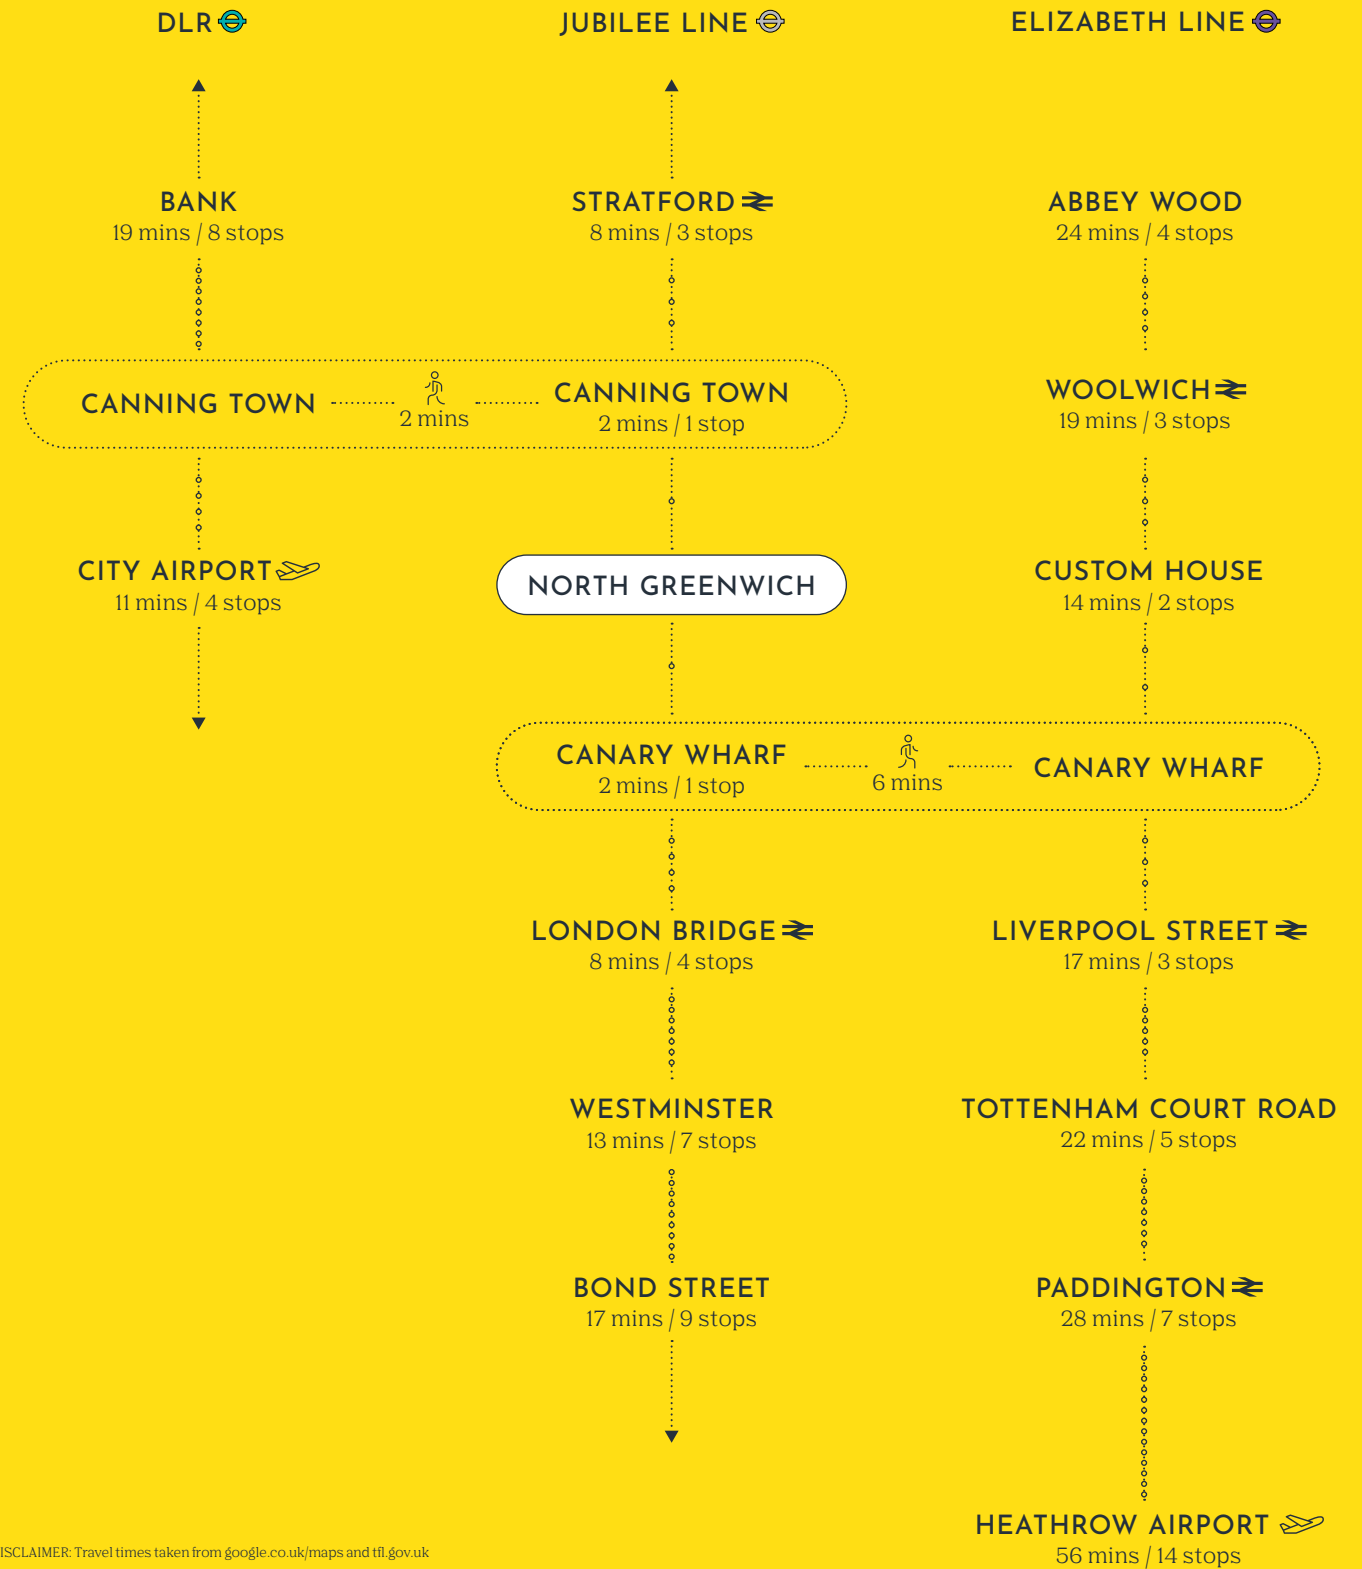 DLR
JUBILEE LINE
ELIZABETH LINE
BANK
19 mins / 8 stops
STRATFORD
8 mins / 3 stops
ABBEY WOOD
24 mins / 4 stops
CANNING TOWN
2 mins
CANNING TOWN
2 mins / 1 stop
WOOLWICH
19 mins / 3 stops
CITY AIRPORT
11 mins / 4 stops
NORTH GREENWICH
CUSTOM HOUSE
14 mins / 2 stops
CANARY WHARF
2 mins / 1 stop
6 mins
CANARY WHARF
LONDON BRIDGE
8 mins / 4 stops
LIVERPOOL STREET
17 mins / 3 stops
WESTMINSTER
13 mins / 7 stops
TOTTENHAM COURT ROAD
22 mins / 5 stops
BOND STREET
17 mins / 9 stops
PADDINGTON
28 mins / 7 stops
HEATHROW AIRPORT
56 mins / 14 stops
ISCLAIMER: Travel times taken from google.co.uk/maps and tfl.gov.uk